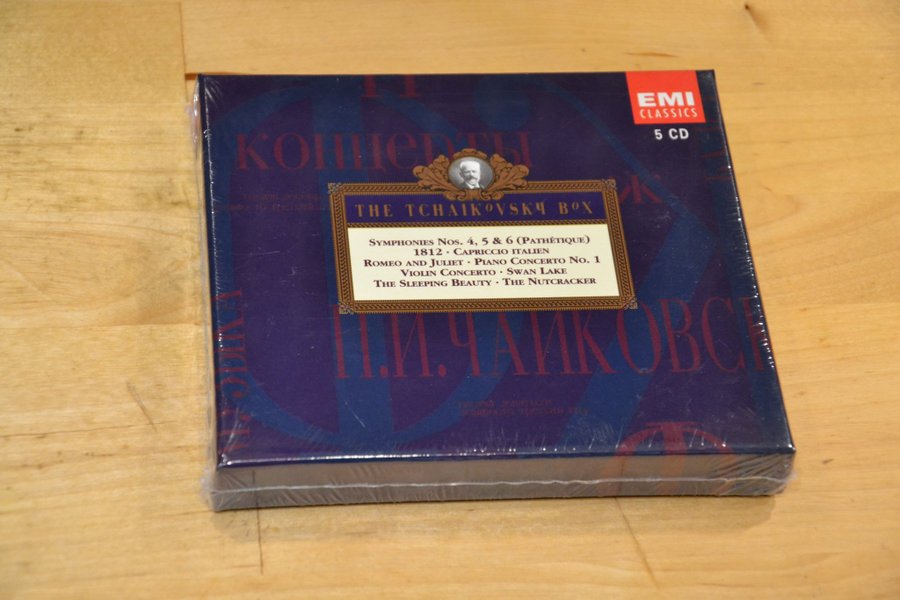 EMI
CLASSICS
5 CD
КОНЦЕРТЫ
THE TCHAIKOVSKY BOX
SYMPHONIES NOS. 4, 5 & 6 (PATHÉTIQUE)
1812 · CAPRICCIO ITALIEN
ROMEO AND JULIET · PIANO CONCERTO NO. 1
VIOLIN CONCERTO · SWAN LAKE
THE SLEEPING BEAUTY · THE NUTCRACKER
П.И.ЧАЙКОВС